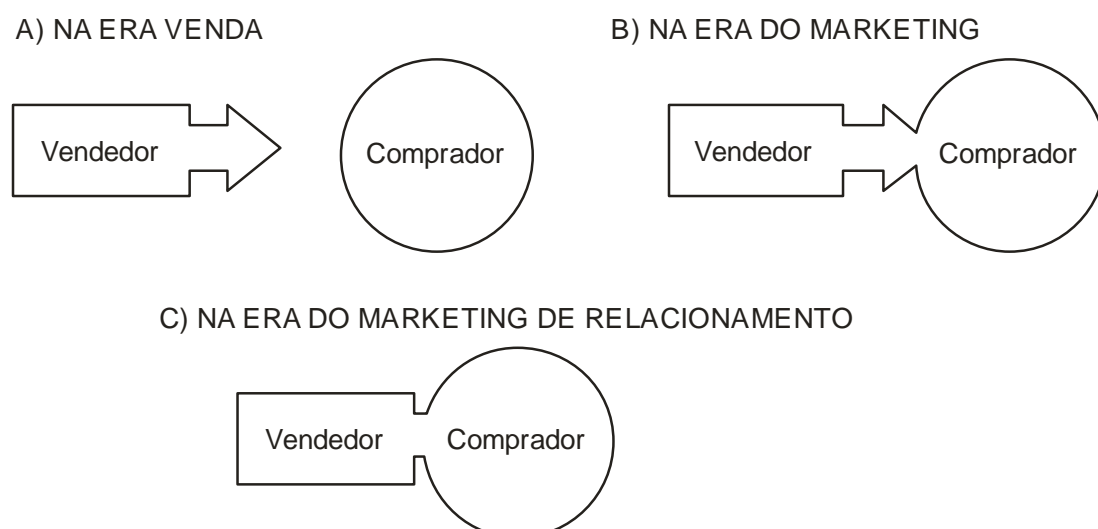 A) NA ERA VENDA
B) NA ERA DO MARKETING
Vendedor
Comprador
Vendedor
Comprador
C) NA ERA DO MARKETING DE RELACIONAMENTO
Vendedor
Comprador